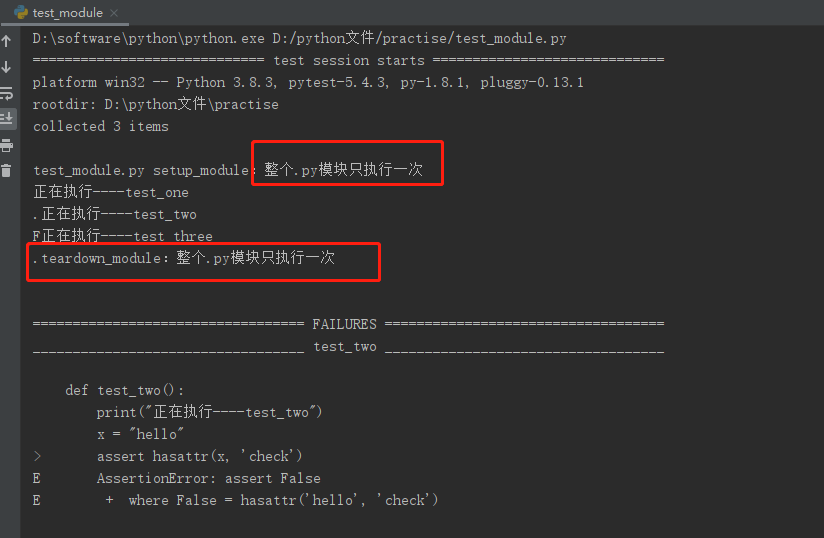 test_module
D:\software\python\python.exe D:/python文件/practise/test_module.py
============================= test session starts =============================
platform win32 -- Python 3.8.3, pytest-5.4.3, py-1.8.1, pluggy-0.13.1
rootdir: D:\python文件\practise
collected 3 items
test_module.py setup_module：整个.py模块只执行一次
正在执行----test_one
.正在执行----test_two
F正在执行----test_three
.teardown_module：整个.py模块只执行一次
================================== FAILURES ===================================
__________________________________ test_two ___________________________________
def test_two():
print("正在执行----test_two")
x = "hello"
> assert hasattr(x, 'check')
E AssertionError: assert False
E + where False = hasattr('hello', 'check')